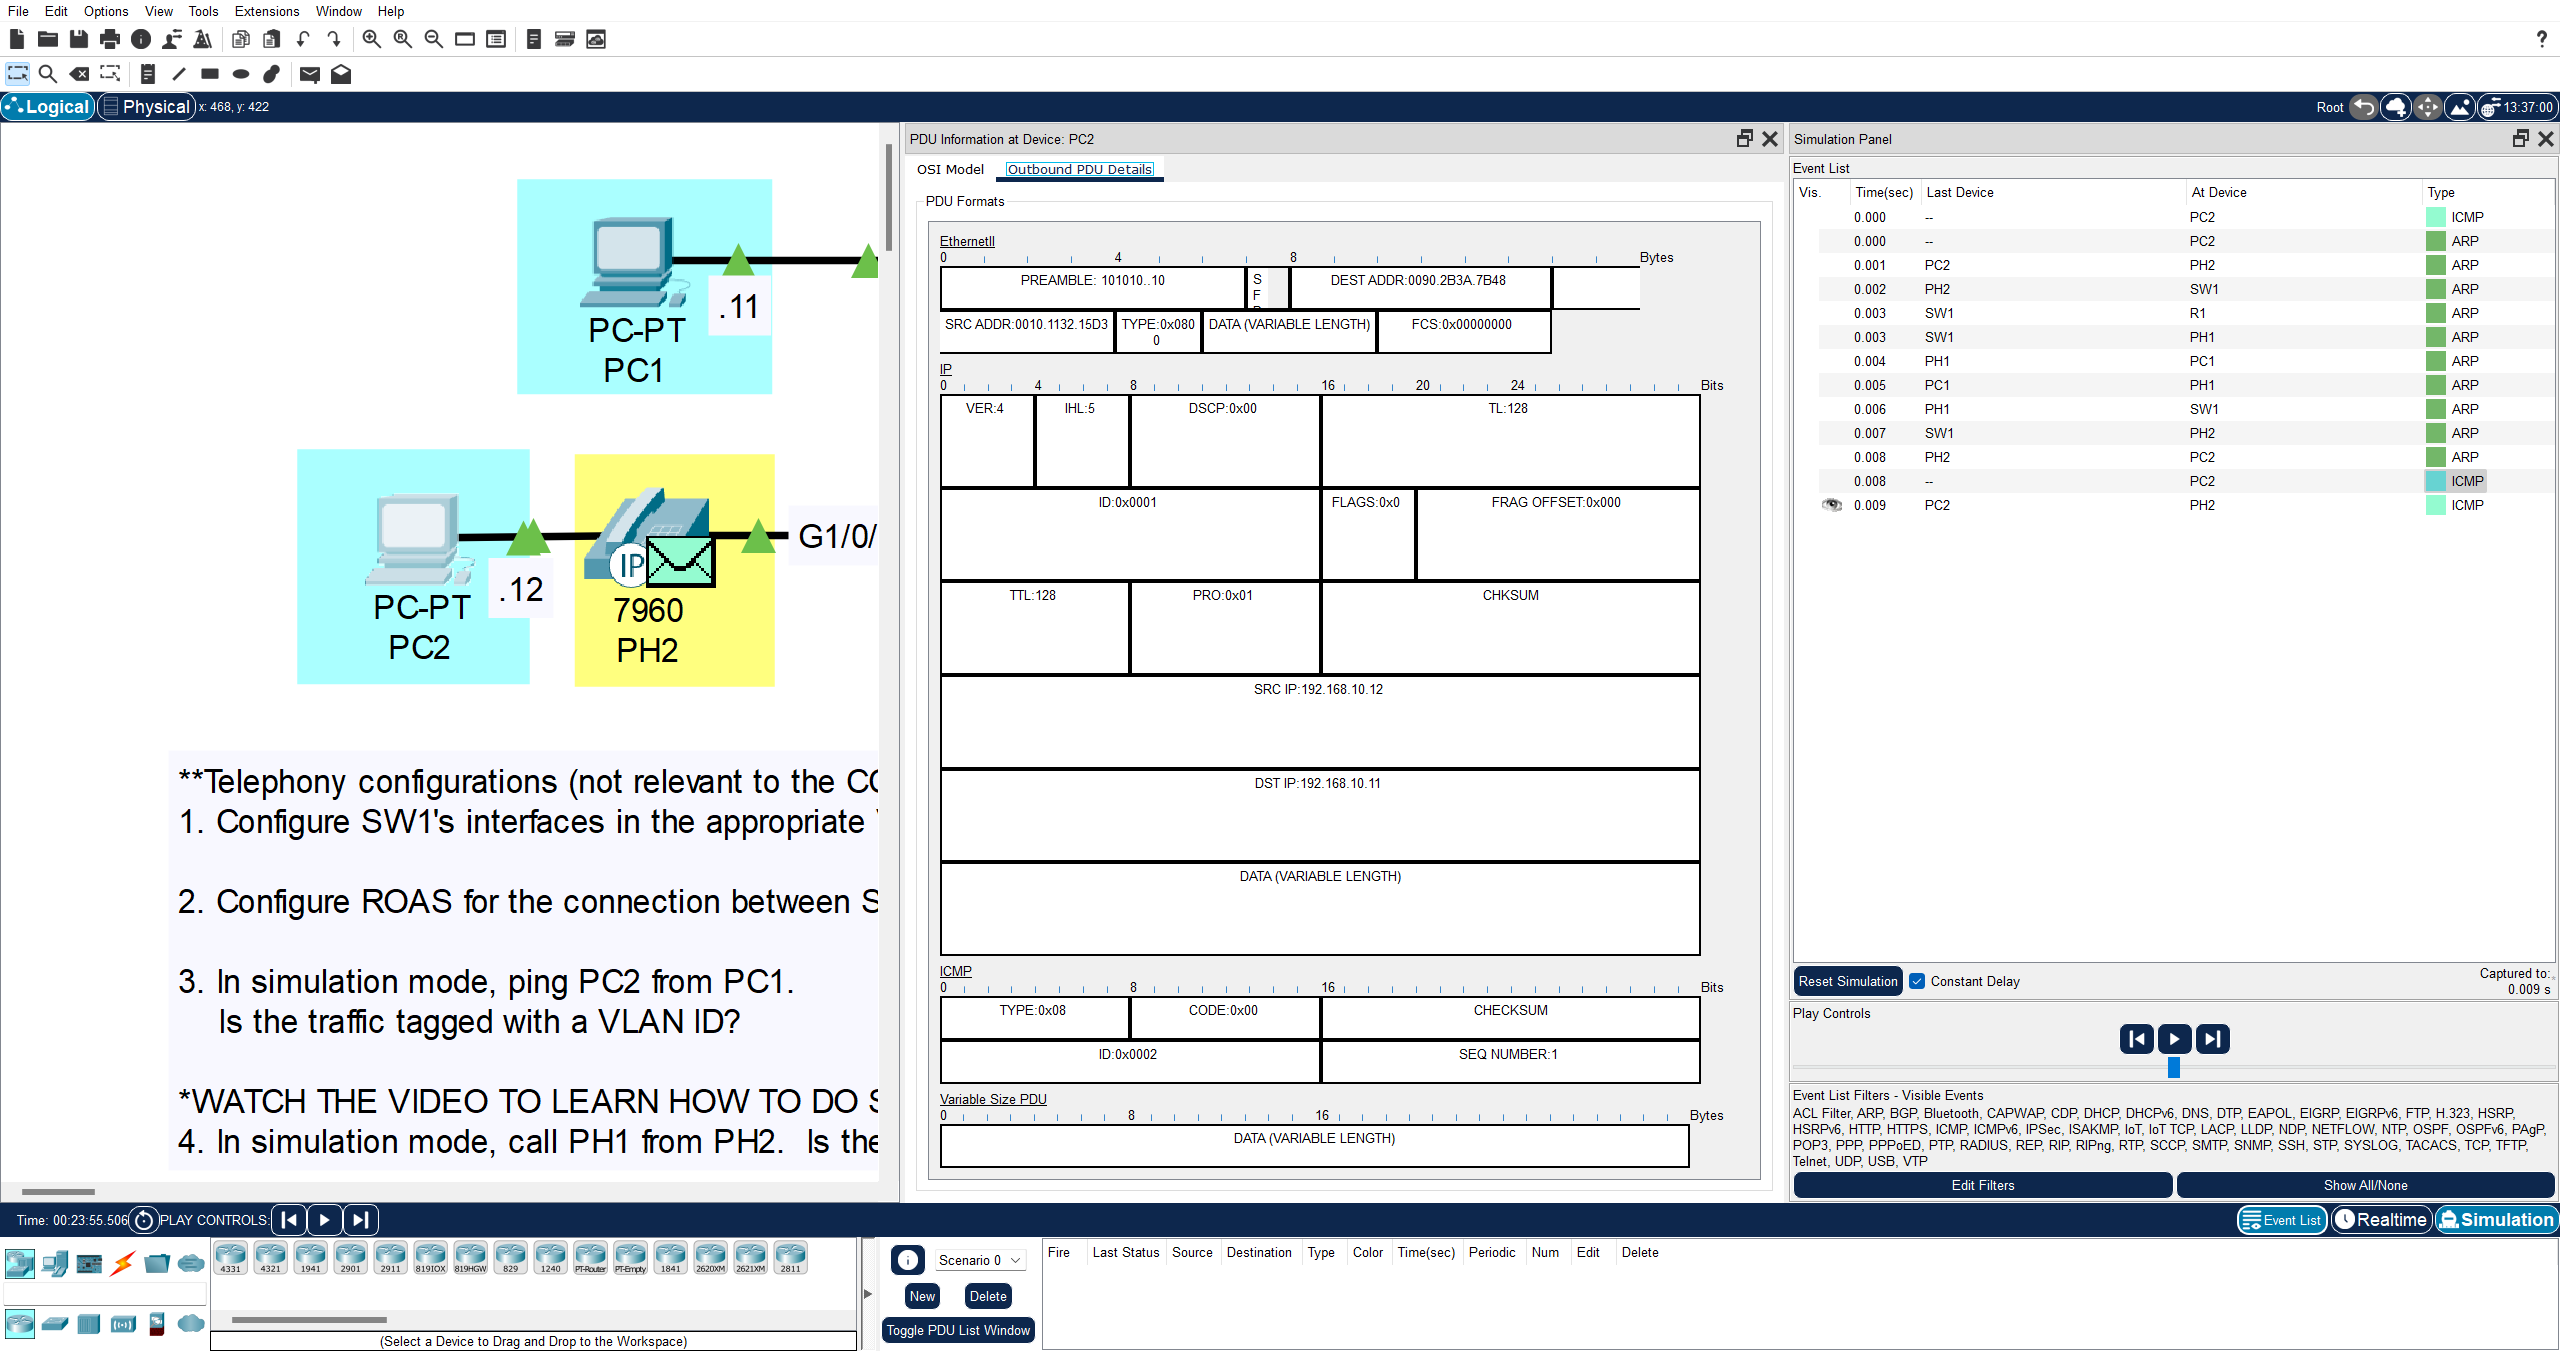 File Edit Options View Tools Extensions Window Help
Logical Physical x: 468, y: 422 Root 13:37:00
PC-PT
PC1
.11
PC-PT
PC2
.12
IP
7960
PH2
G1/0/
**Telephony configurations (not relevant to the CC
1. Configure SW1's interfaces in the appropriate
2. Configure ROAS for the connection between S
3. In simulation mode, ping PC2 from PC1.
Is the traffic tagged with a VLAN ID?
*WATCH THE VIDEO TO LEARN HOW TO DO S
4. In simulation mode, call PH1 from PH2. Is the
PDU Information at Device: PC2
OSI Model Outbound PDU Details
PDU Formats
EthernetII
0 4 8 Bytes
PREAMBLE: 101010..10 S F DEST ADDR:0090.2B3A.7B48
SRC ADDR:0010.1132.15D3 TYPE:0x080 DATA (VARIABLE LENGTH) FCS:0x00000000
0
IP
0 4 8 16 20 24 Bits
VER:4 IHL:5 DSCP:0x00 TL:128
ID:0x0001 FLAGS:0x0 FRAG OFFSET:0x000
TTL:128 PRO:0x01 CHKSUM
SRC IP:192.168.10.12
DST IP:192.168.10.11
DATA (VARIABLE LENGTH)
ICMP
0 8 16 Bits
TYPE:0x08 CODE:0x00 CHECKSUM
ID:0x0002 SEQ NUMBER:1
Variable Size PDU
0 8 16 Bytes
DATA (VARIABLE LENGTH)
Simulation Panel
Event List
Vis. Time(sec) Last Device At Device Type
0.000 -- PC2 ICMP
0.000 -- PC2 ARP
0.001 PC2 PH2 ARP
0.002 PH2 SW1 ARP
0.003 SW1 R1 ARP
0.003 SW1 PH1 ARP
0.004 PH1 PC1 ARP
0.005 PC1 PH1 ARP
0.006 PH1 SW1 ARP
0.007 SW1 PH2 ARP
0.008 PH2 PC2 ARP
0.008 -- PC2 ICMP
0.009 PC2 PH2 ICMP
Reset Simulation Constant Delay Captured to:
0.009 s
Play Controls
Event List Filters - Visible Events
ACL Filter, ARP, BGP, Bluetooth, CAPWAP, CDP, DHCP, DHCPv6, DNS, DTP, EAPOL, EIGRP, EIGRPv6, FTP, H.323, HSRP,
HSRPv6, HTTP, HTTPS, ICMP, ICMPv6, IPSec, ISAKMP, IoT, IoT TCP, LACP, LLDP, NDP, NETFLOW, NTP, OSPF, OSPFv6, PAgP,
POP3, PPP, PPPoED, PTP, RADIUS, REP, RIP, RIPng, RTP, SCCP, SMTP, SNMP, SSH, STP, SYSLOG, TACACS, TCP, TFTP,
Telnet, UDP, USB, VTP
Edit Filters Show All/None
Time: 00:23:55.506 PLAY CONTROLS: Event List Realtime Simulation
4331 4321 1941 2901 2911 819IOX 819HGW 829 1240 PT-Router PT-Empty 1841 2620XM 2621XM 2811
(Select a Device to Drag and Drop to the Workspace)
Scenario 0
New Delete
Toggle PDU List Window
Fire Last Status Source Destination Type Color Time(sec) Periodic Num Edit Delete